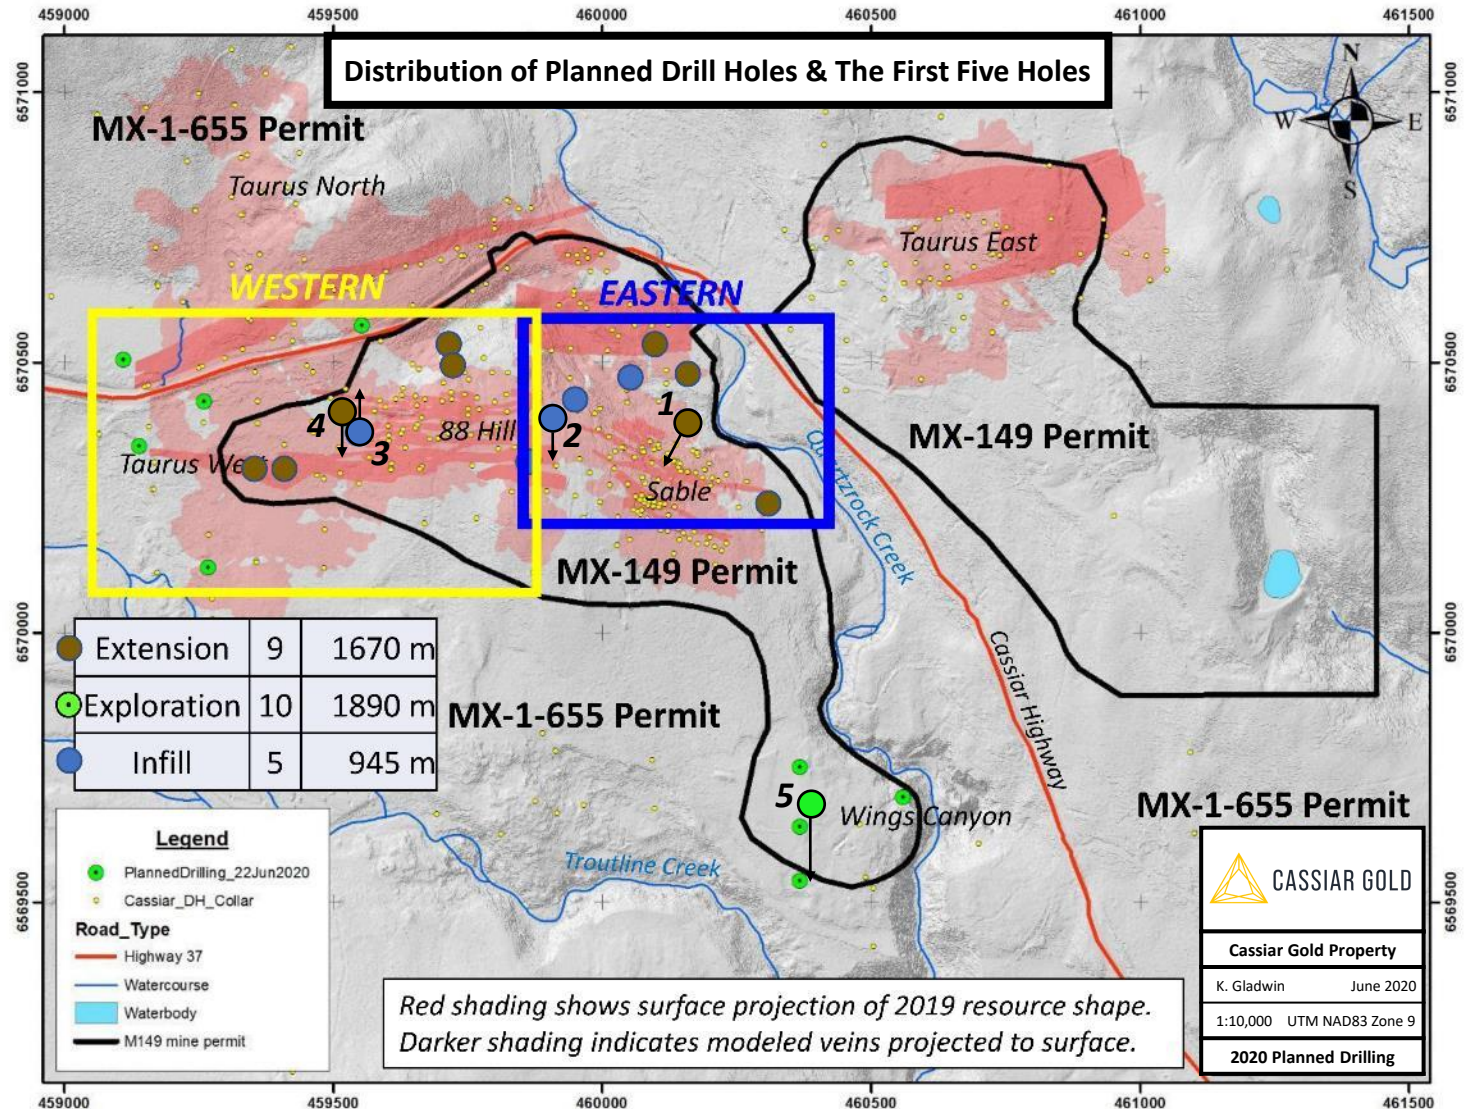 459000 459500 460000 460500 461000 461500
Distribution of Planned Drill Holes & The First Five Holes
N
W E
S
6571000 6571000
MX-1-655 Permit
Taurus North
Taurus East
WESTERN
EASTERN
6570500 6570500
1
4
3
88 Hill
2
Taurus West
Sable
MX-149 Permit
Quartzrock Creek
MX-149 Permit
6570000 6570000
Extension 9 1670 m
Exploration 10 1890 m
Infill 5 945 m
Cassiar Highway
MX-1-655 Permit
5
Wings Canyon
MX-1-655 Permit
Troutline Creek
6569500 6569500
Legend
PlannedDrilling_22Jun2020
Cassiar_DH_Collar
Road_Type
Highway 37
Watercourse
Waterbody
M149 mine permit
Red shading shows surface projection of 2019 resource shape.
Darker shading indicates modeled veins projected to surface.
CASSIAR GOLD
Cassiar Gold Property
K. Gladwin June 2020
1:10,000 UTM NAD83 Zone 9
2020 Planned Drilling
459000 459500 460000 460500 461000 461500